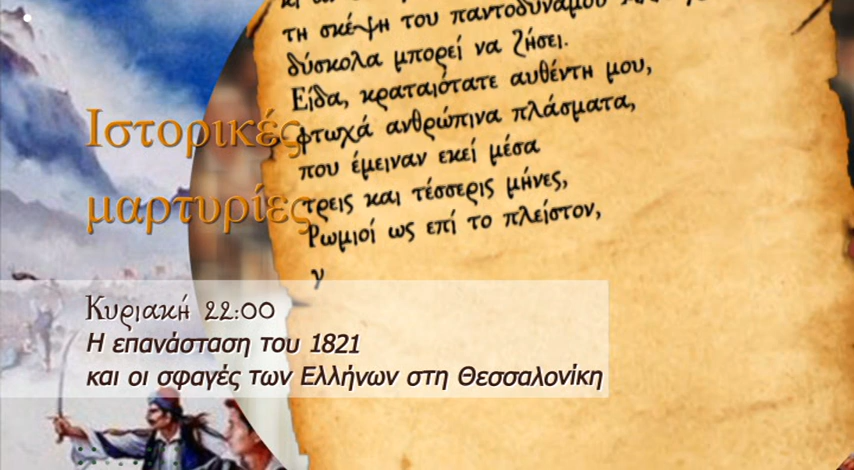 τη σκέψη του παντοδύναμου
δύσκολα μπορεί να ζήσει.
Είδα, κραταιότατε αυθέντη μου,
φτωχά ανθρώπινα πλάσματα,
που έμειναν εκεί μέσα
τρεις και τέσσερις μήνες,
Ρωμιοί ως επί το πλείστον,
γ
Ιστορικές
μαρτυρίες
Κυριακή 22:00
Η επανάσταση του 1821
και οι σφαγές των Ελλήνων στη Θεσσαλονίκη